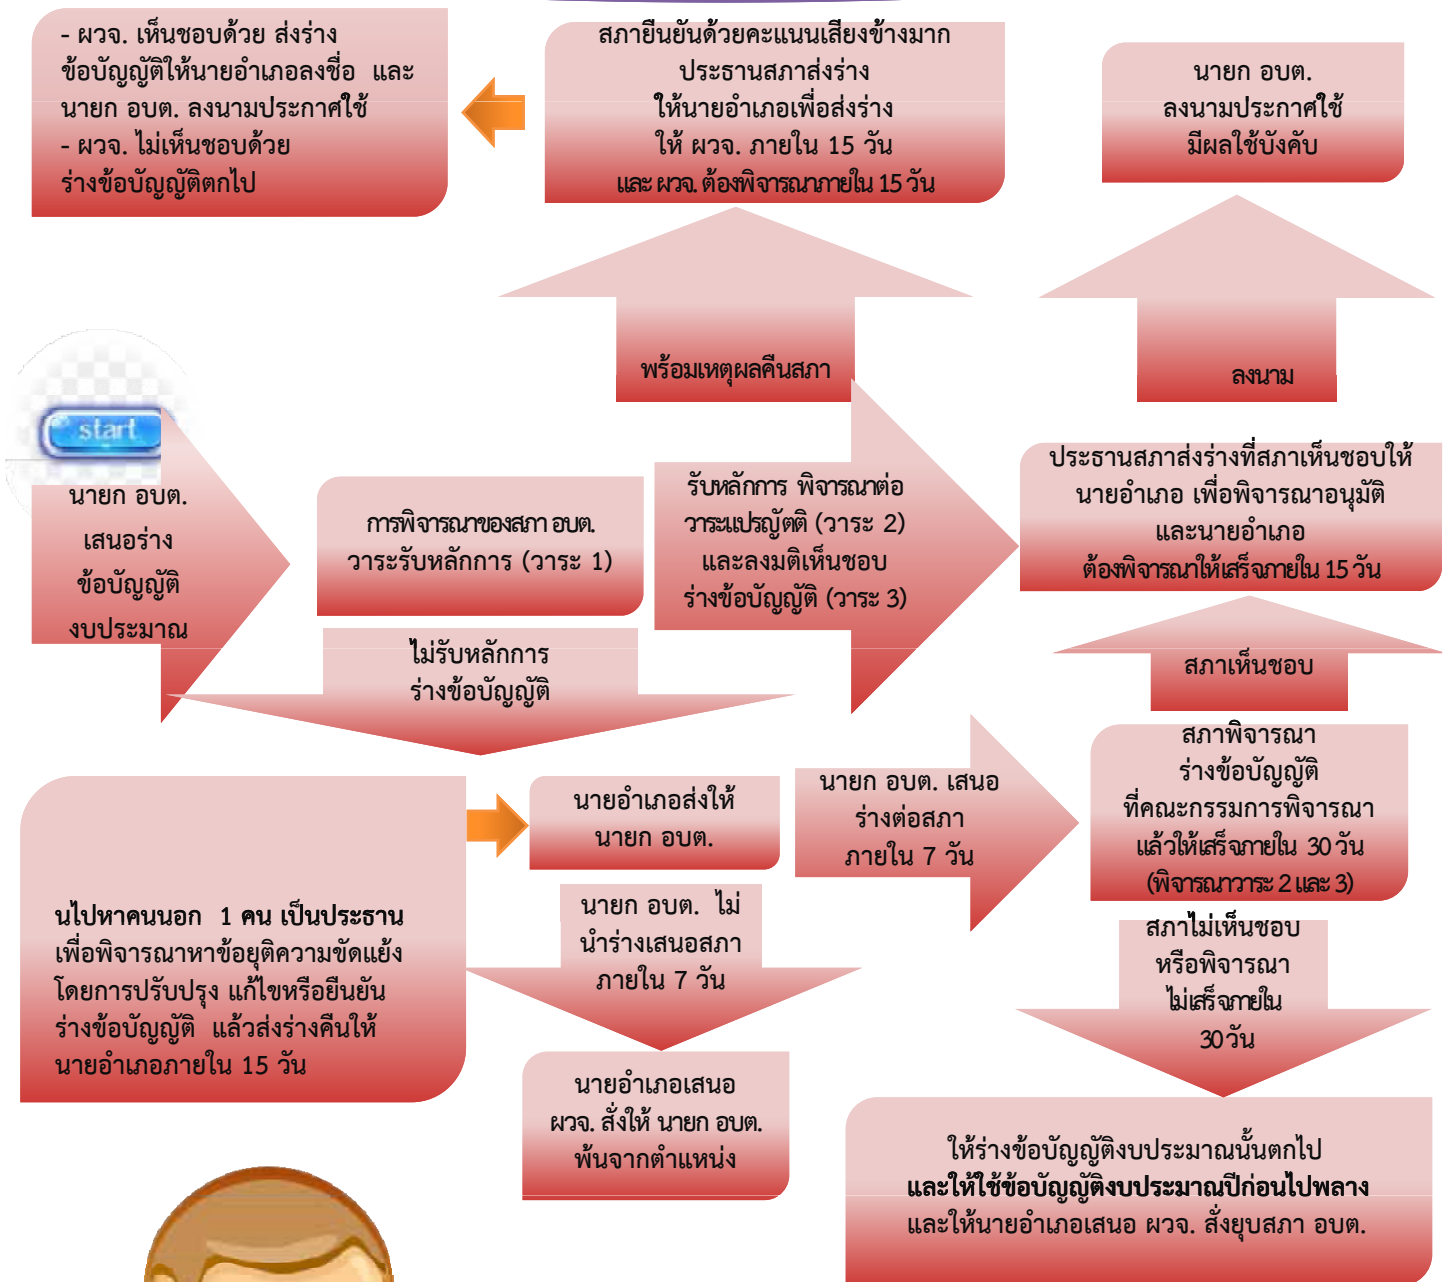 - ผวจ. เห็นชอบด้วย ส่งร่าง
ข้อบัญญัติให้นายอำเภอลงชื่อ และ
นายก อบต. ลงนามประกาศใช้
- ผวจ. ไม่เห็นชอบด้วย
ร่างข้อบัญญัติตกไป
สภายืนยันด้วยคะแนนเสียงข้างมาก
ประธานสภาส่งร่าง
ให้นายอำเภอเพื่อส่งร่าง
ให้ ผวจ. ภายใน 15 วัน
และ ผวจ. ต้องพิจารณาภายใน 15 วัน
นายก อบต.
ลงนามประกาศใช้
มีผลใช้บังคับ
พร้อมเหตุผลคืนสภา
ลงนาม
start
นายก อบต.
เสนอร่าง
ข้อบัญญัติ
งบประมาณ
การพิจารณาของสภา อบต.
วาระรับหลักการ (วาระ 1)
รับหลักการ พิจารณาต่อ
วาระแปรญัตติ (วาระ 2)
และลงมติเห็นชอบ
ร่างข้อบัญญัติ (วาระ 3)
ประธานสภาส่งร่างที่สภาเห็นชอบให้
นายอำเภอ เพื่อพิจารณาอนุมัติ
และนายอำเภอ
ต้องพิจารณาให้เสร็จภายใน 15 วัน
ไม่รับหลักการ
ร่างข้อบัญญัติ
สภาเห็นชอบ
สภาพิจารณา
ร่างข้อบัญญัติ
ที่คณะกรรมการพิจารณา
แล้วให้เสร็จภายใน 30 วัน
(พิจารณาวาระ 2 และ 3)
นายอำเภอส่งให้
นายก อบต.
นายก อบต. เสนอ
ร่างต่อสภา
ภายใน 7 วัน
นไปหาคนนอก 1 คน เป็นประธาน
เพื่อพิจารณาหาข้อยุติความขัดแย้ง
โดยการปรับปรุง แก้ไขหรือยืนยัน
ร่างข้อบัญญัติ แล้วส่งร่างคืนให้
นายอำเภอภายใน 15 วัน
นายก อบต. ไม่
นำร่างเสนอสภา
ภายใน 7 วัน
สภาไม่เห็นชอบ
หรือพิจารณา
ไม่เสร็จภายใน
30 วัน
นายอำเภอเสนอ
ผวจ. สั่งให้ นายก อบต.
พ้นจากตำแหน่ง
ให้ร่างข้อบัญญัติงบประมาณนั้นตกไป
และให้ใช้ข้อบัญญัติงบประมาณปีก่อนไปพลาง
และให้นายอำเภอเสนอ ผวจ. สั่งยุบสภา อบต.